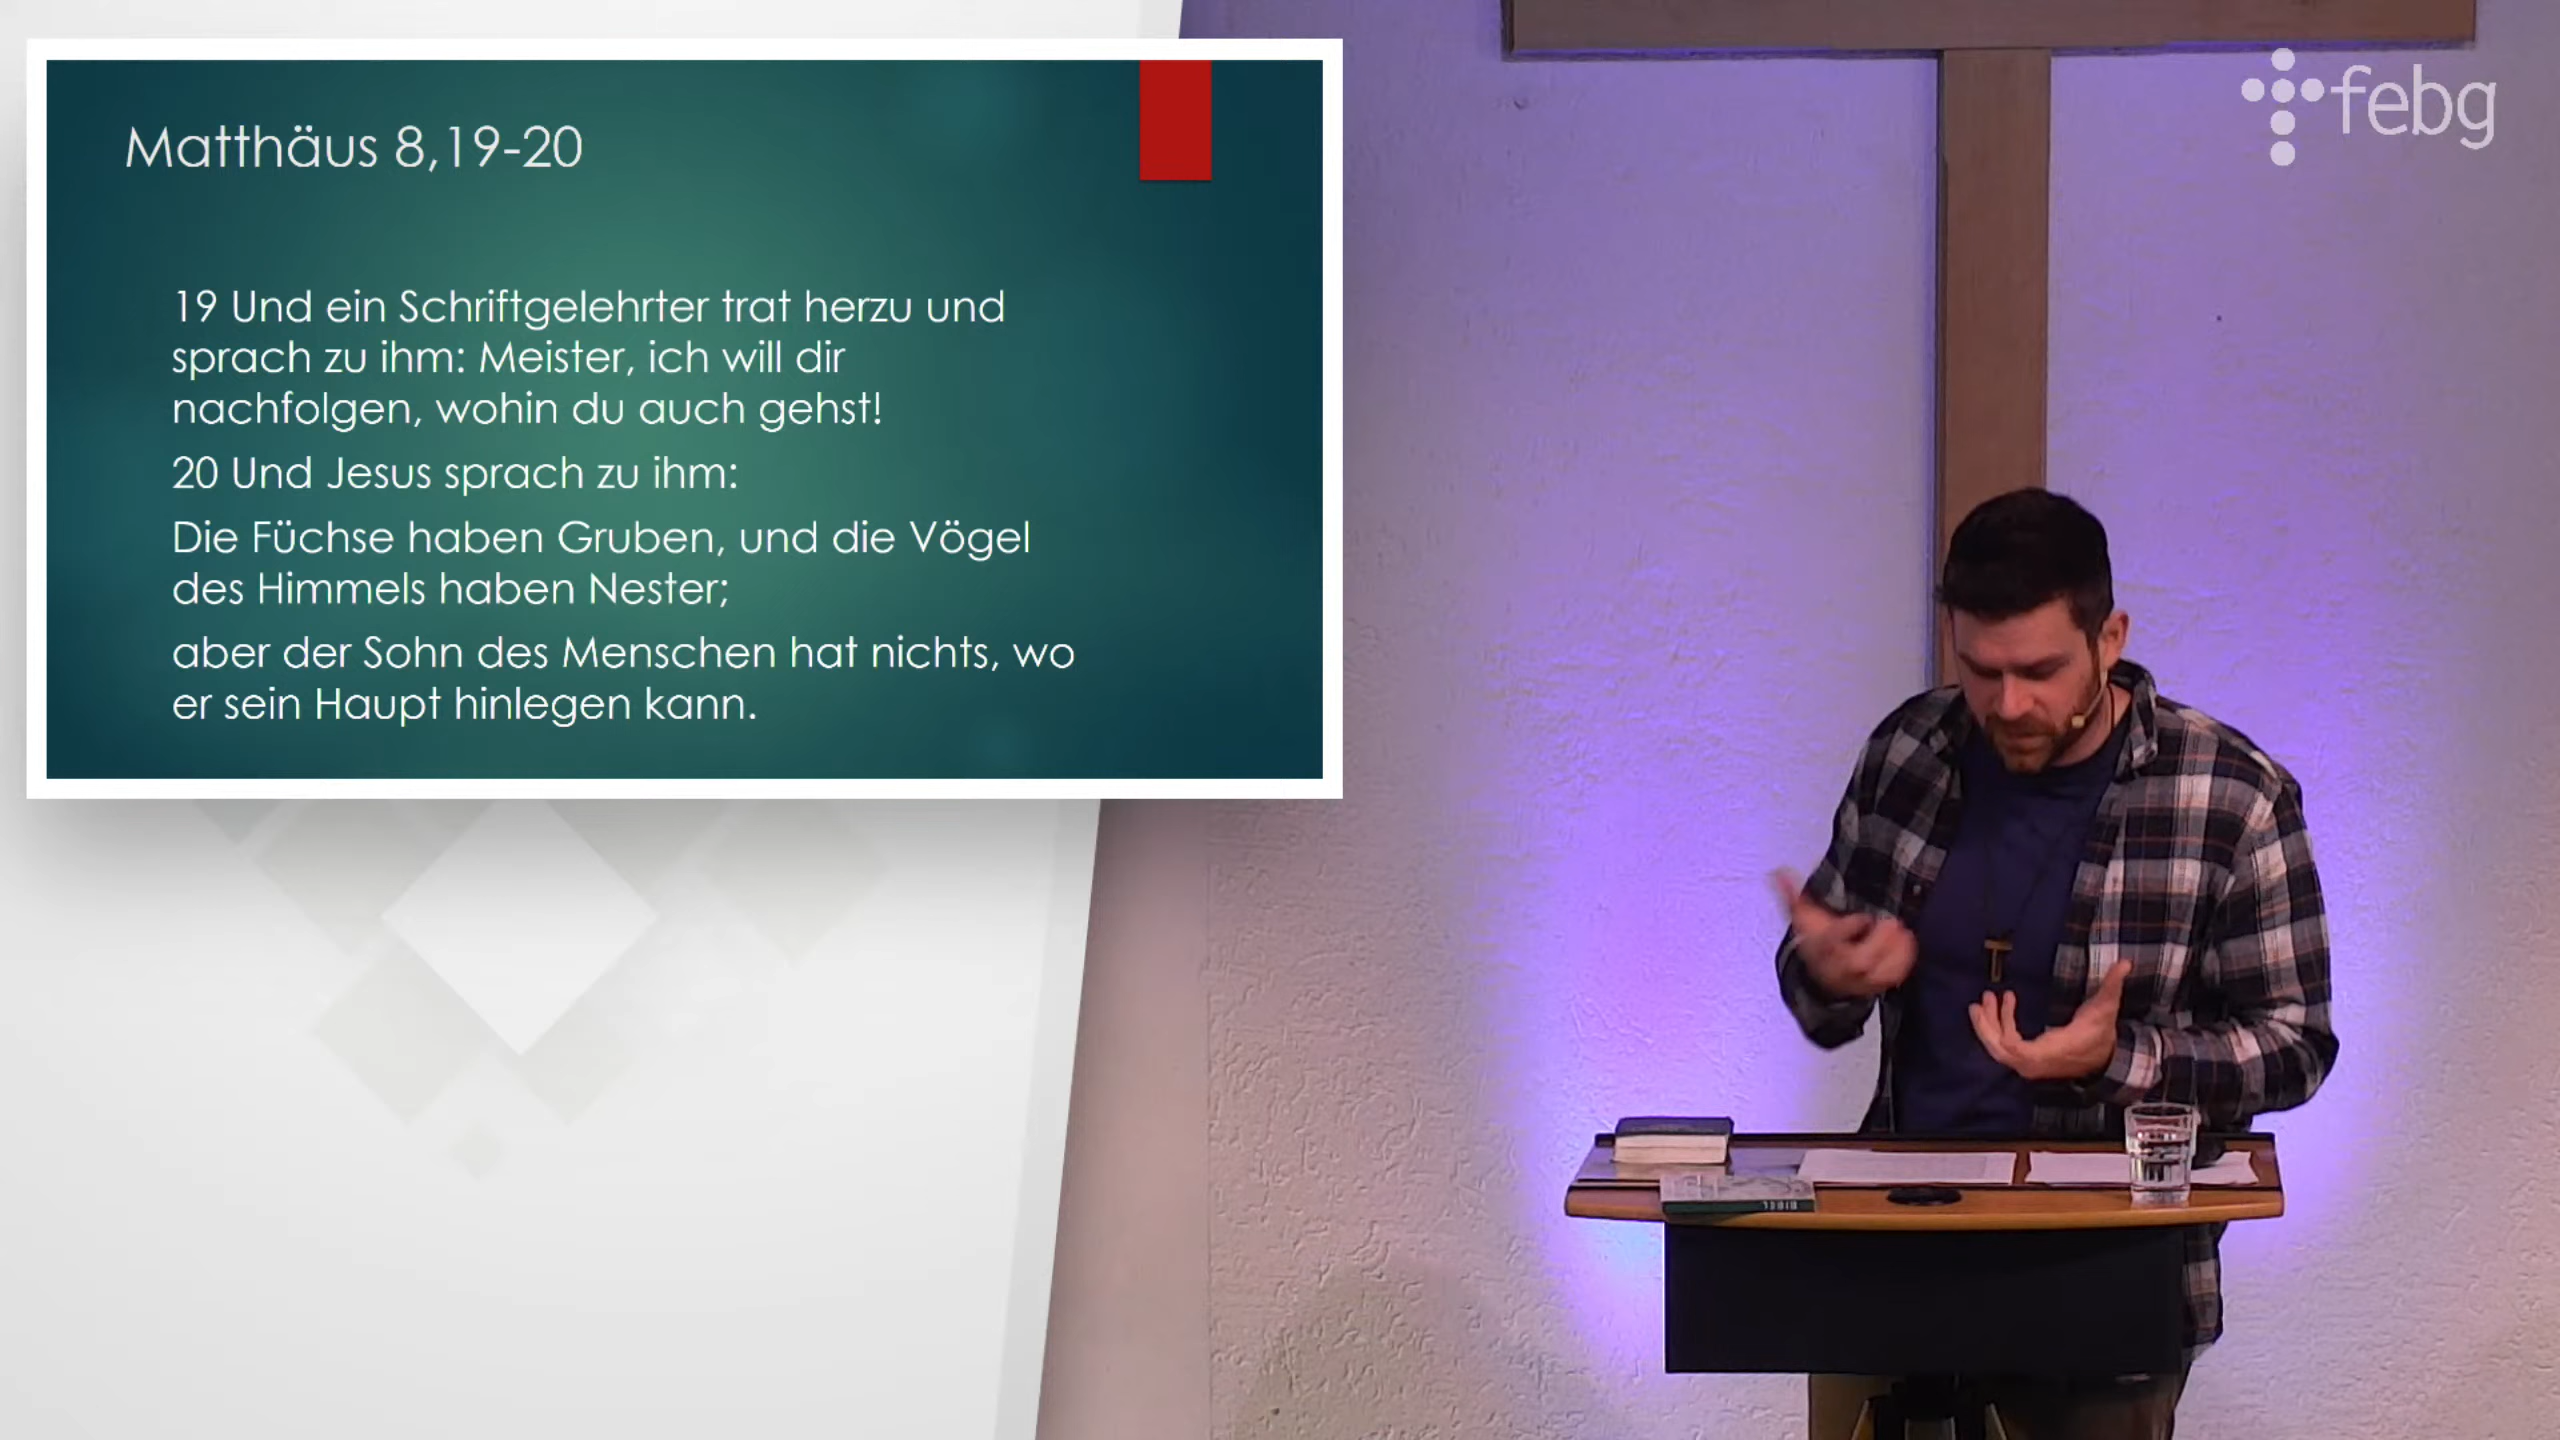 Matthäus 8,19-20
19 Und ein Schriftgelehrter trat herzu und
sprach zu ihm: Meister, ich will dir
nachfolgen, wohin du auch gehst!
20 Und Jesus sprach zu ihm:
Die Füchse haben Gruben, und die Vögel
des Himmels haben Nester;
aber der Sohn des Menschen hat nichts, wo
er sein Haupt hinlegen kann.
febg
BIBEL